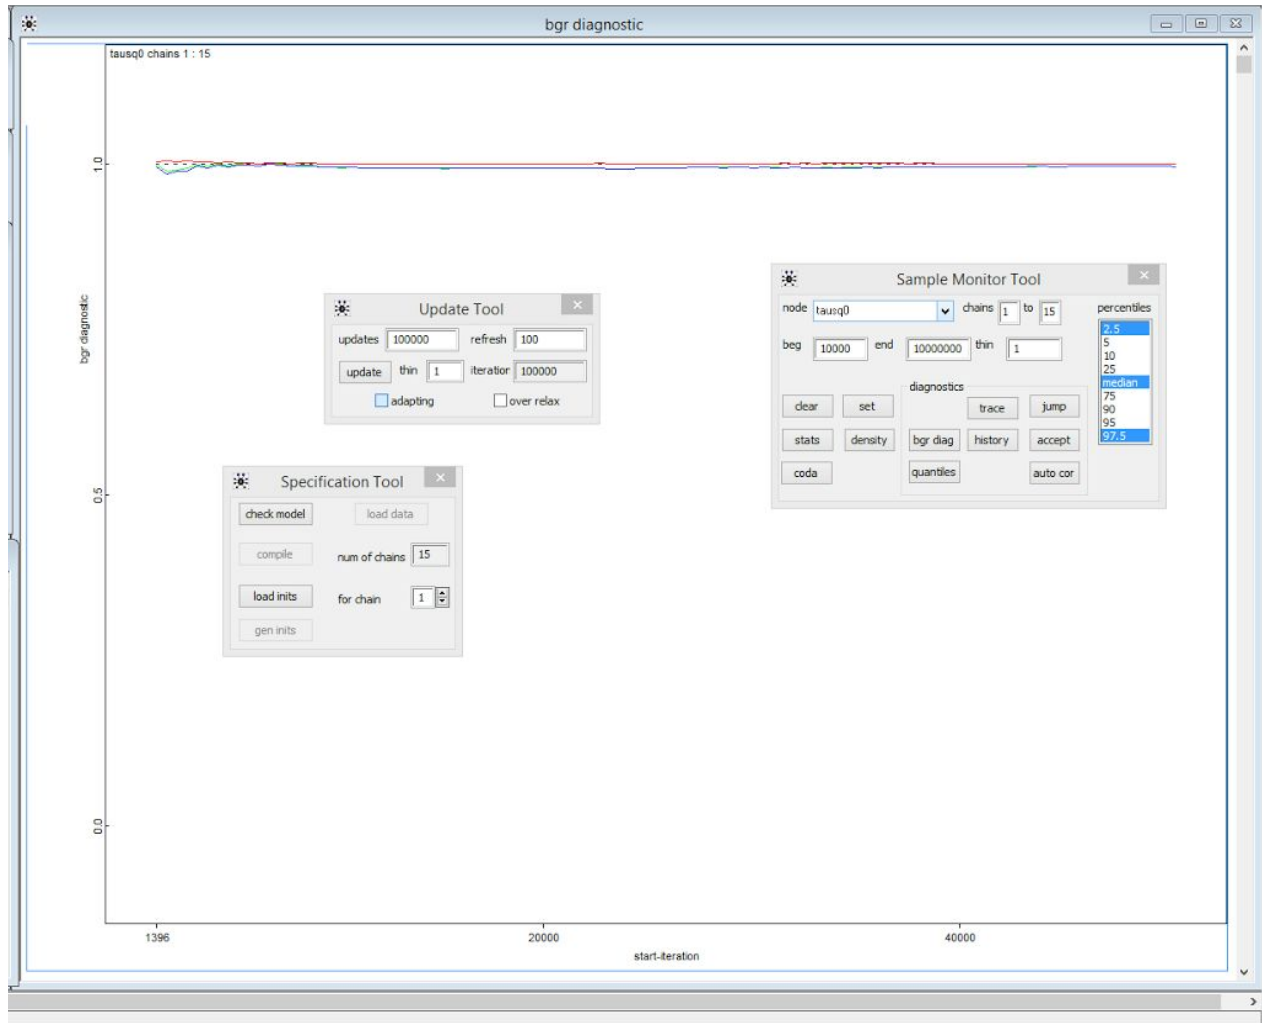 bgr diagnostic
tausq0 chains 1 : 15
1.0
bgr diagnostic
0.5
0.0
1396
20000
40000
start-iteration
Update Tool
updates 100000 refresh 100
update thin 1 iteration 100000
adapting over relax
Specification Tool
check model load data
compile num of chains 15
load inits for chain 1
gen inits
Sample Monitor Tool
node tausq0 chains 1 to 15 percentiles
beg 10000 end 10000000 thin 1
2.5
5
10
25
median
75
90
95
97.5
diagnostics
clear set trace jump
stats density bgr diag history accept
coda quantiles auto cor